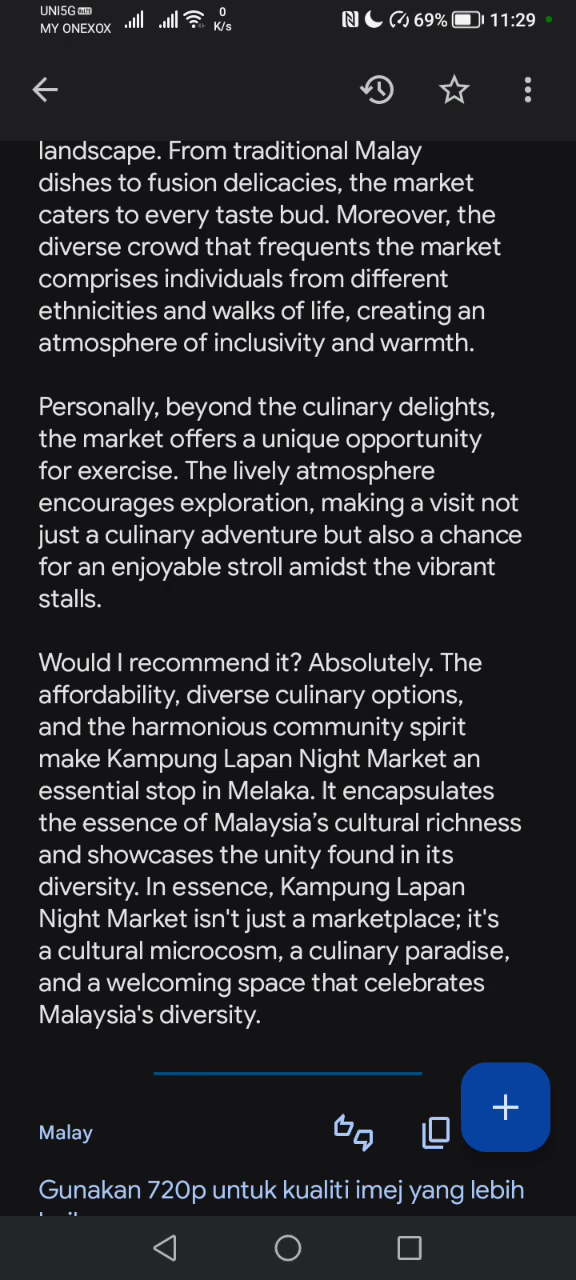 UNI5G HD
MY ONEXOX
0
K/s
69%
11:29
landscape. From traditional Malay
dishes to fusion delicacies, the market
caters to every taste bud. Moreover, the
diverse crowd that frequents the market
comprises individuals from different
ethnicities and walks of life, creating an
atmosphere of inclusivity and warmth.
Personally, beyond the culinary delights,
the market offers a unique opportunity
for exercise. The lively atmosphere
encourages exploration, making a visit not
just a culinary adventure but also a chance
for an enjoyable stroll amidst the vibrant
stalls.
Would I recommend it? Absolutely. The
affordability, diverse culinary options,
and the harmonious community spirit
make Kampung Lapan Night Market an
essential stop in Melaka. It encapsulates
the essence of Malaysia’s cultural richness
and showcases the unity found in its
diversity. In essence, Kampung Lapan
Night Market isn't just a marketplace; it's
a cultural microcosm, a culinary paradise,
and a welcoming space that celebrates
Malaysia's diversity.
Malay
Gunakan 720p untuk kualiti imej yang lebih